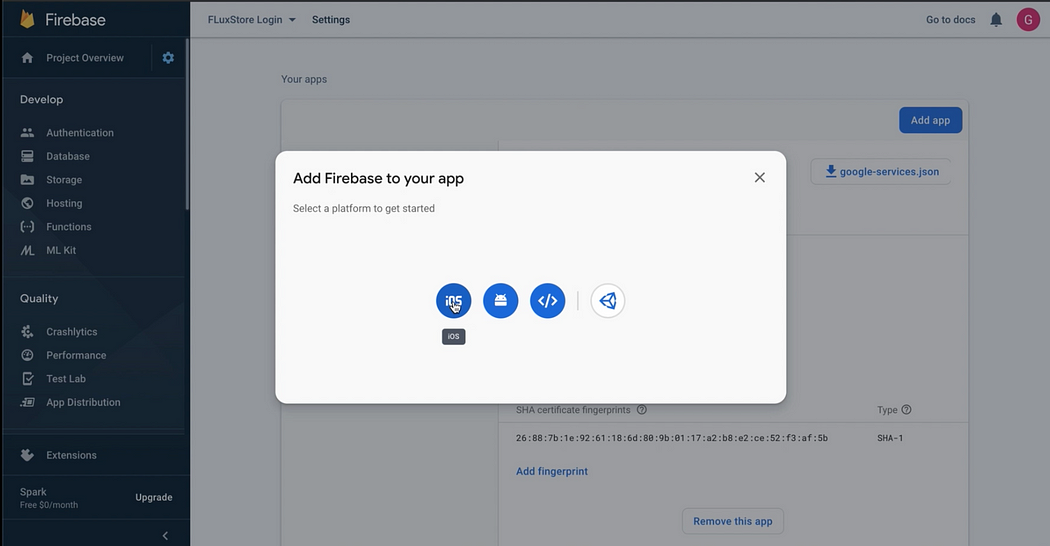 Firebase
FLuxStore Login
Settings
Go to docs
G
Project Overview
Develop
Authentication
Database
Storage
Hosting
Functions
ML Kit
Quality
Crashlytics
Performance
Test Lab
App Distribution
Extensions
Spark
Free $0/month
Upgrade
Your apps
Add app
google-services.json
Add Firebase to your app
Select a platform to get started
iOS
iOS
SHA certificate fingerprints
Type
26:88:7b:1e:92:61:18:6d:80:9b:01:17:a2:b8:e2:ce:52:f3:af:5b
SHA-1
Add fingerprint
Remove this app